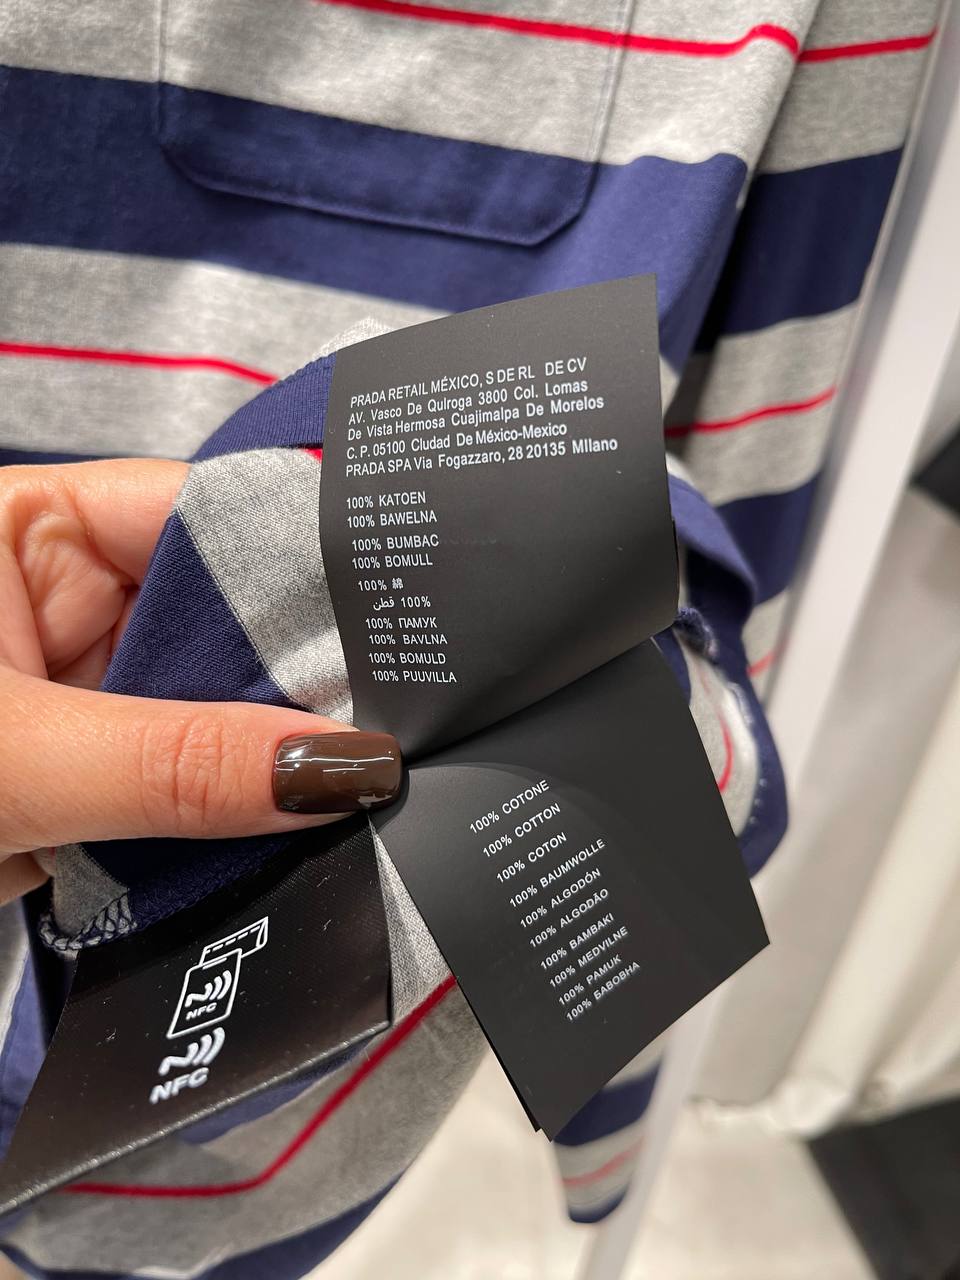 PRADA RETAIL MÉXICO, S DE RL DE CV
AV. Vasco De Quiroga 3800 Col. Lomas
De Vista Hermosa Cuajimalpa De Morelos
C.P. 05100 Ciudad De México-Mexico
PRADA SPA Via Fogazzaro, 28 20135 Milano
100% KATOEN
100% BAWELNA
100% BUMBAC
100% BOMULL
100% 綿
100% قطن
100% ПАМУК
100% BAVLNA
100% BOMULD
100% PUUVILLA
100% COTONE
100% COTTON
100% COTON
100% BAUMWOLLE
100% ALGODÓN
100% ALGODÃO
100% BAMBAKI
100% MEDVILNE
100% PAMUK
100% БАВОВНА
NFC
NFC